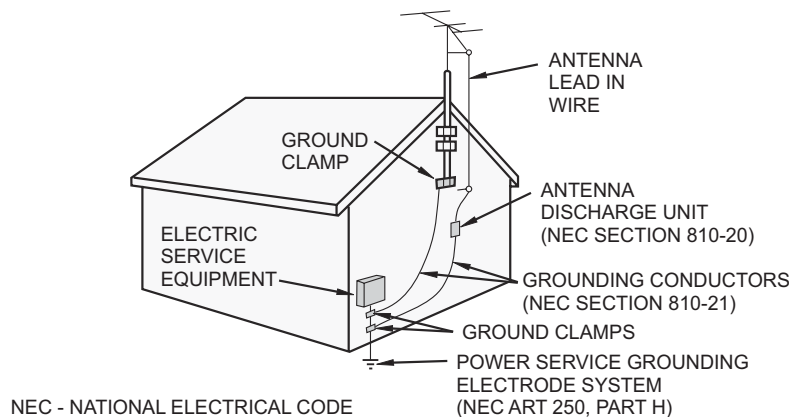 ANTENNA
LEAD IN
WIRE
GROUND
CLAMP
ANTENNA
DISCHARGE UNIT
(NEC SECTION 810-20)
ELECTRIC
SERVICE
EQUIPMENT
GROUNDING CONDUCTORS
(NEC SECTION 810-21)
GROUND CLAMPS
POWER SERVICE GROUNDING
ELECTRODE SYSTEM
(NEC ART 250, PART H)
NEC - NATIONAL ELECTRICAL CODE